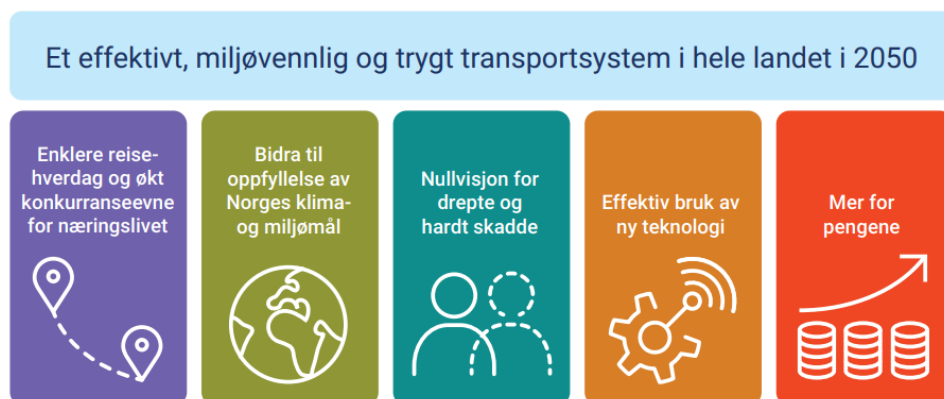 Et effektivt, miljøvennlig og trygt transportsystem i hele landet i 2050
Enklere reise-
hverdag og økt
konkurranseevne
for næringslivet
Bidra til
oppfyllelse av
Norges klima-
og miljømål
Nullvisjon for
drepte og
hardt skadde
Effektiv bruk av
ny teknologi
Mer for
pengene